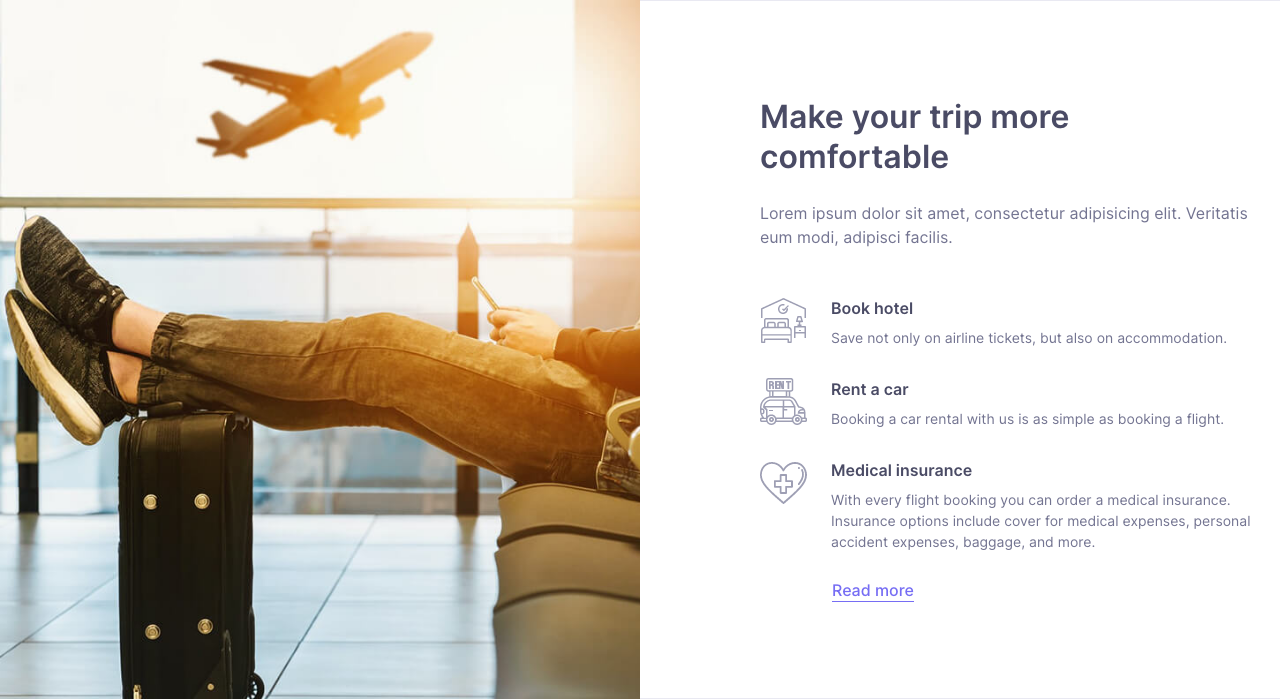 Make your trip more
comfortable
Lorem ipsum dolor sit amet, consectetur adipisicing elit. Veritatis
eum modi, adipisci facilis.
Book hotel
Save not only on airline tickets, but also on accommodation.
RENT
Rent a car
Booking a car rental with us is as simple as booking a flight.
Medical insurance
With every flight booking you can order a medical insurance.
Insurance options include cover for medical expenses, personal
accident expenses, baggage, and more.
Read more